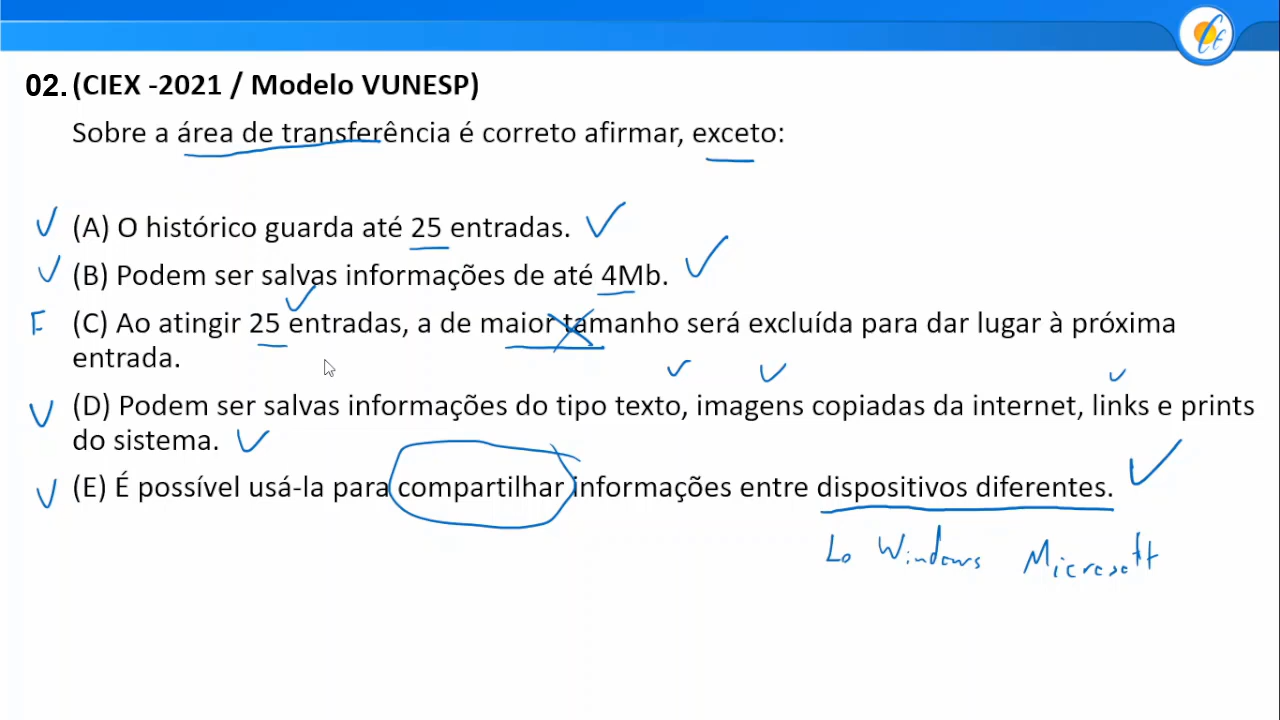 02. (CIEX -2021 / Modelo VUNESP)
Sobre a área de transferência é correto afirmar, exceto:
V (A) O histórico guarda até 25 entradas.
V (B) Podem ser salvas informações de até 4Mb.
F (C) Ao atingir 25 entradas, a de maior tamanho será excluída para dar lugar à próxima
entrada.
V (D) Podem ser salvas informações do tipo texto, imagens copiadas da internet, links e prints
do sistema.
V (E) É possível usá-la para compartilhar informações entre dispositivos diferentes.
Windows Microsoft